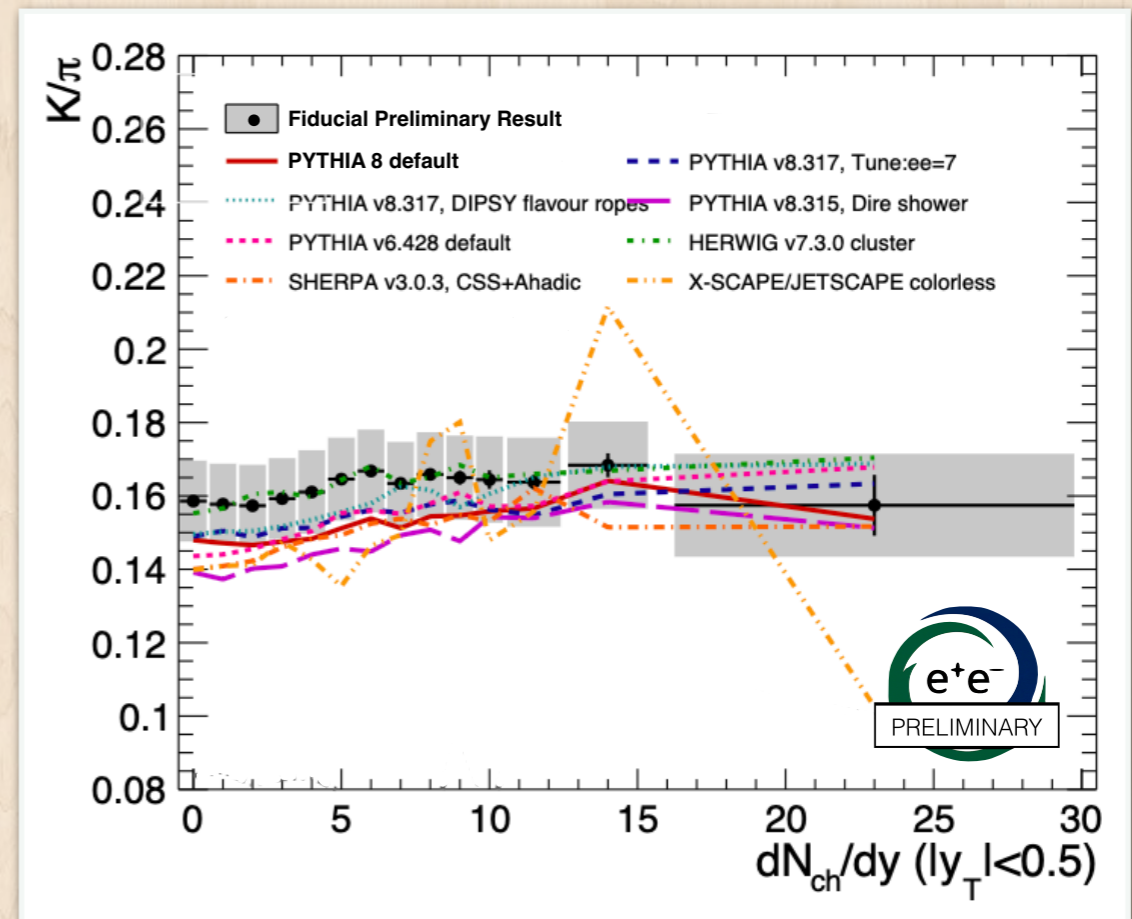 K/π
0.28
0.26
0.24
0.22
0.2
0.18
0.16
0.14
0.12
0.1
0.08
Fiducial Preliminary Result
PYTHIA 8 default
PYTHIA v8.317, Tune:ee=7
PYTHIA v8.317, DIPSY flavour ropes
PYTHIA v8.315, Dire shower
PYTHIA v6.428 default
HERWIG v7.3.0 cluster
SHERPA v3.0.3, CSS+Ahadic
X-SCAPE/JETSCAPE colorless
e⁺e⁻
PRELIMINARY
0 5 10 15 20 25 30
dN_ch/dy (|y_T|<0.5)